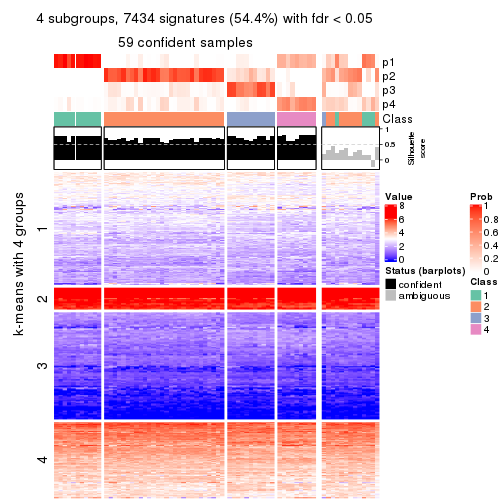 4 subgroups, 7434 signatures (54.4%) with fdr < 0.05
59 confident samples
p1
p2
p3
p4
Class
1
0.5
0
Silhouette
score
k-means with 4 groups
1
2
3
4
Value
8
6
4
2
0
Status (barplots)
confident
ambiguous
Prob
1
0.8
0.6
0.4
0.2
0
Class
1
2
3
4